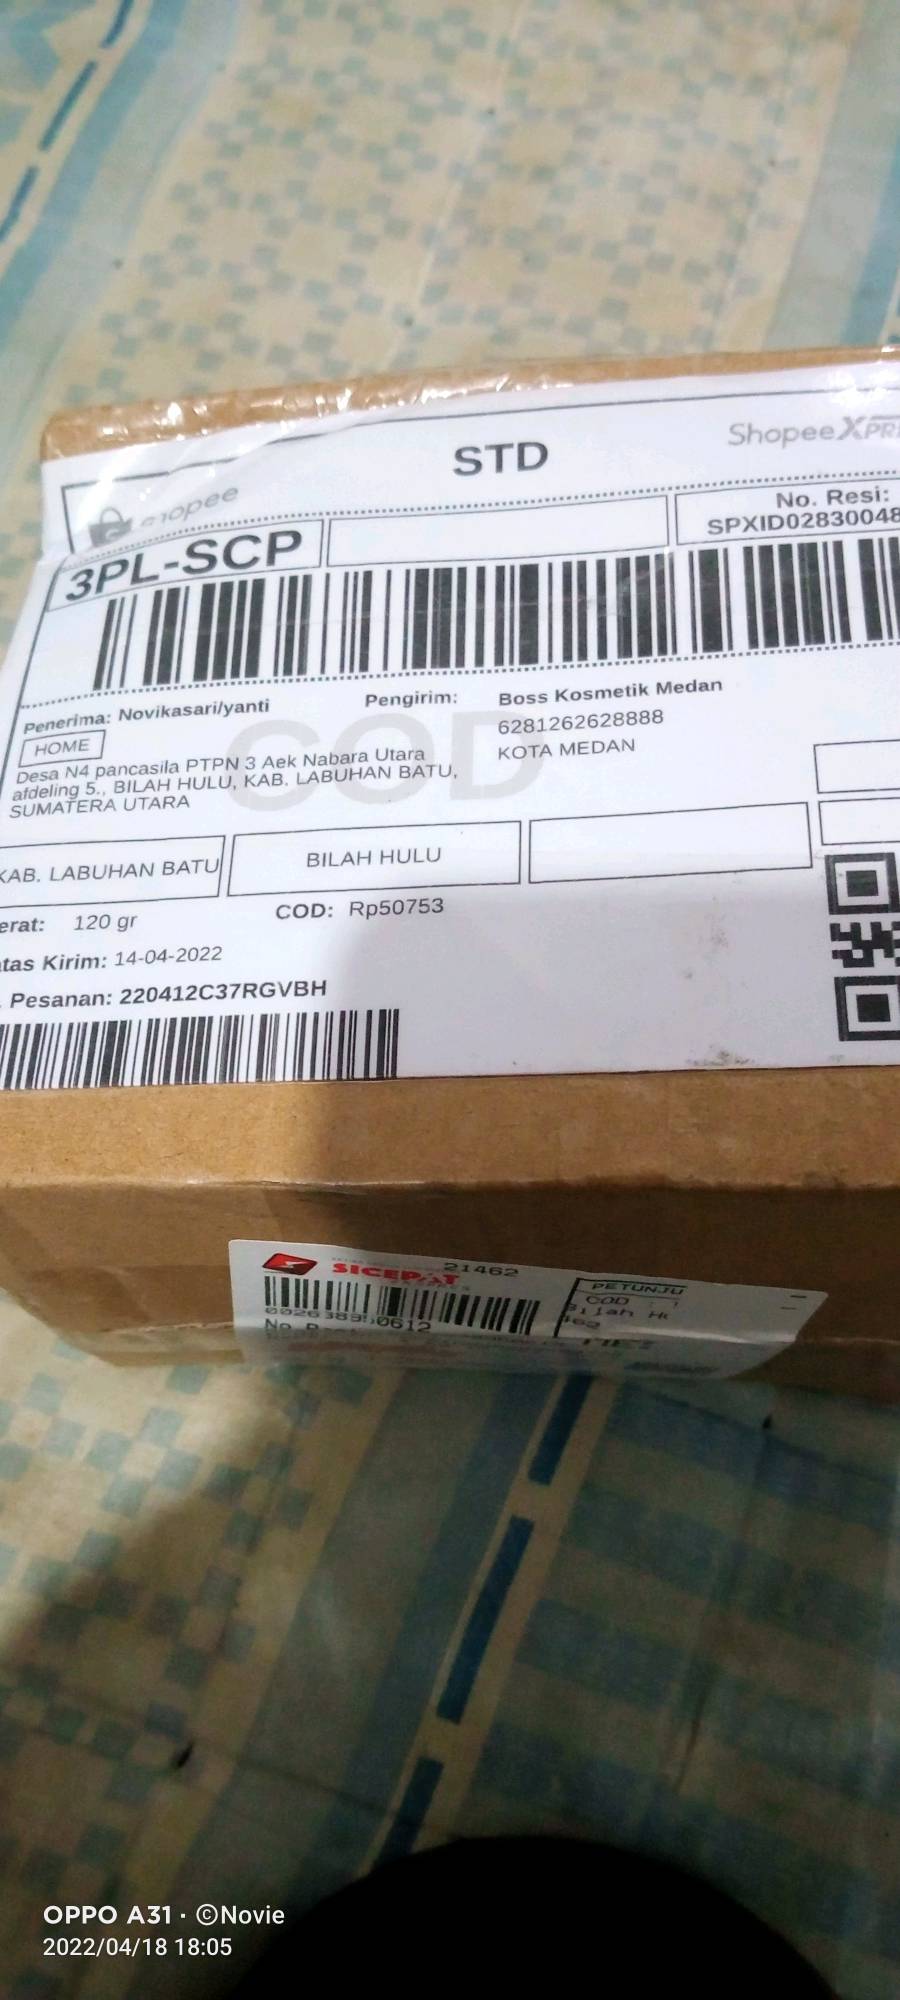 STD
Shopee
Shopee XPR
No. Resi:
SPXID02830048
3PL-SCP
Penerima: Novikasari/yanti
HOME
Desa N4 pancasila PTPN 3 Aek Nabara Utara
afdeling 5., BILAH HULU, KAB. LABUHAN BATU,
SUMATERA UTARA
Pengirim:
Boss Kosmetik Medan
6281262628888
KOTA MEDAN
COD
KAB. LABUHAN BATU
BILAH HULU
erat: 120 gr
COD: Rp50753
tas Kirim: 14-04-2022
. Pesanan: 220412C37RGVBH
SICEPAT
21462
PETUNJU
COD :
OPPO A31 · ©Novie
2022/04/18 18:05